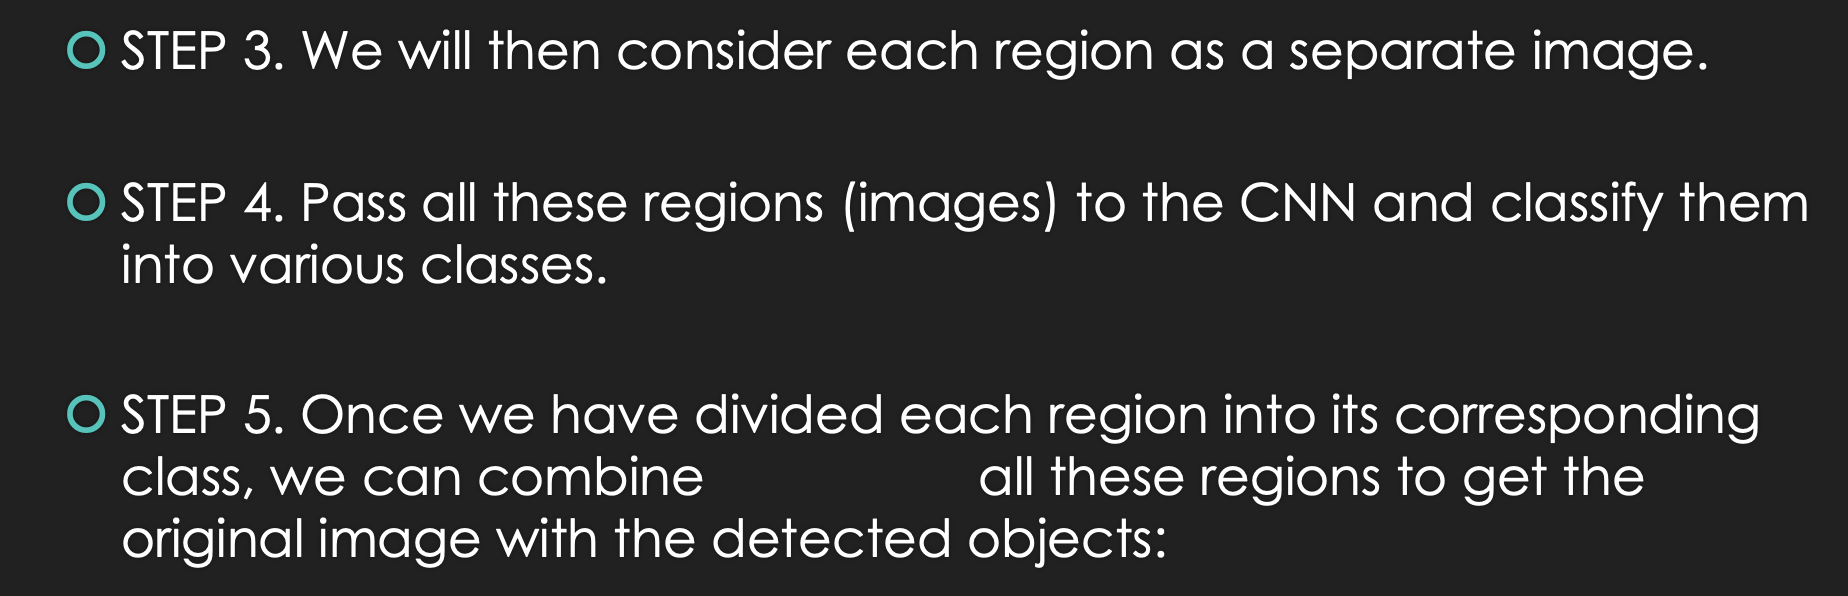 STEP 3. We will then consider each region as a separate image.
STEP 4. Pass all these regions (images) to the CNN and classify them
into various classes.
STEP 5. Once we have divided each region into its corresponding
class, we can combine all these regions to get the
original image with the detected objects: